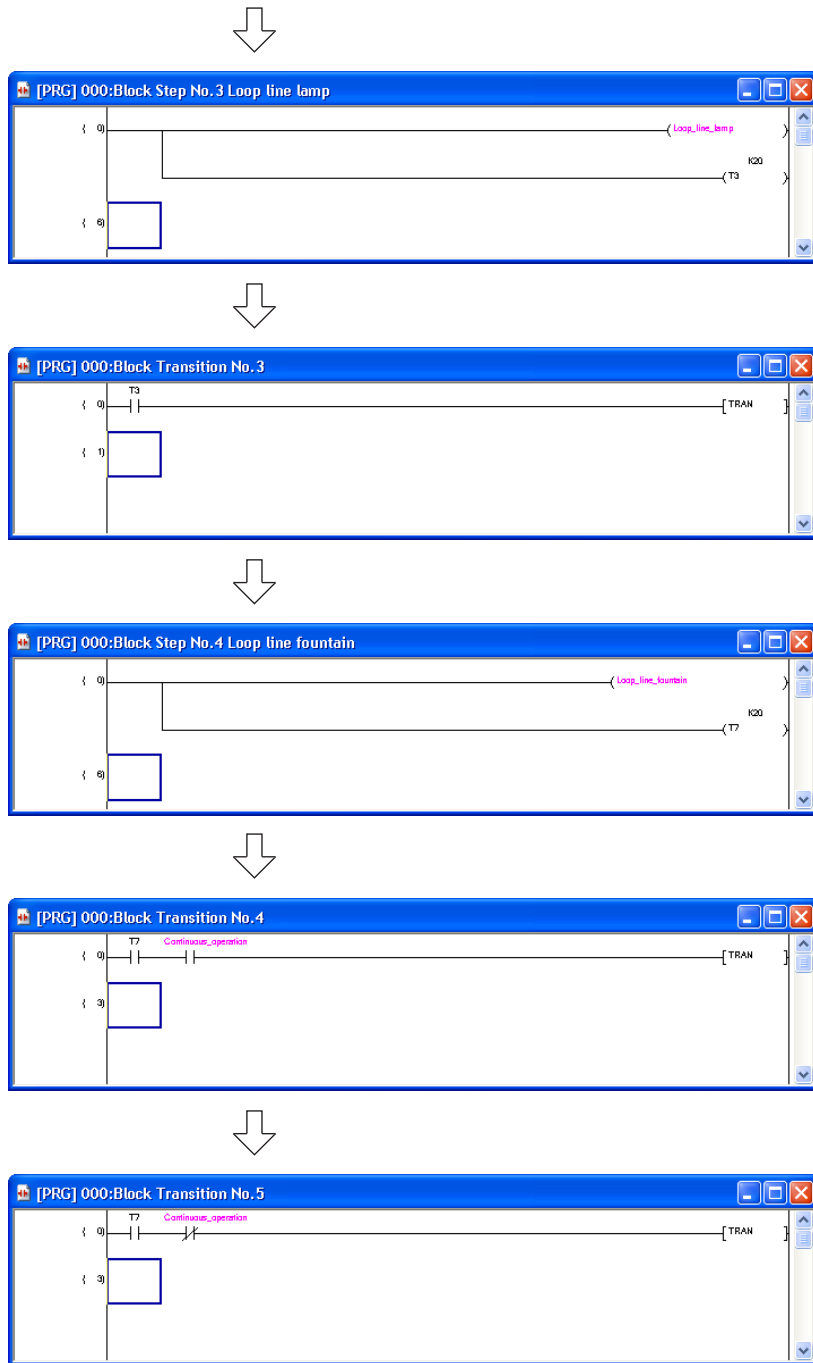 [PRG] 000:Block Step No.3 Loop line lamp
( 0) ( Loop_line_lamp )
K20
( T3 )
( 6)
[PRG] 000:Block Transition No.3
T3
( 0) [ TRAN ]
( 1)
[PRG] 000:Block Step No.4 Loop line fountain
( 0) ( Loop_line_fountain )
K20
( T7 )
( 6)
[PRG] 000:Block Transition No.4
T7 Continuous_operation
( 0) [ TRAN ]
( 3)
[PRG] 000:Block Transition No.5
T7 Continuous_operation
( 0) [ TRAN ]
( 3)